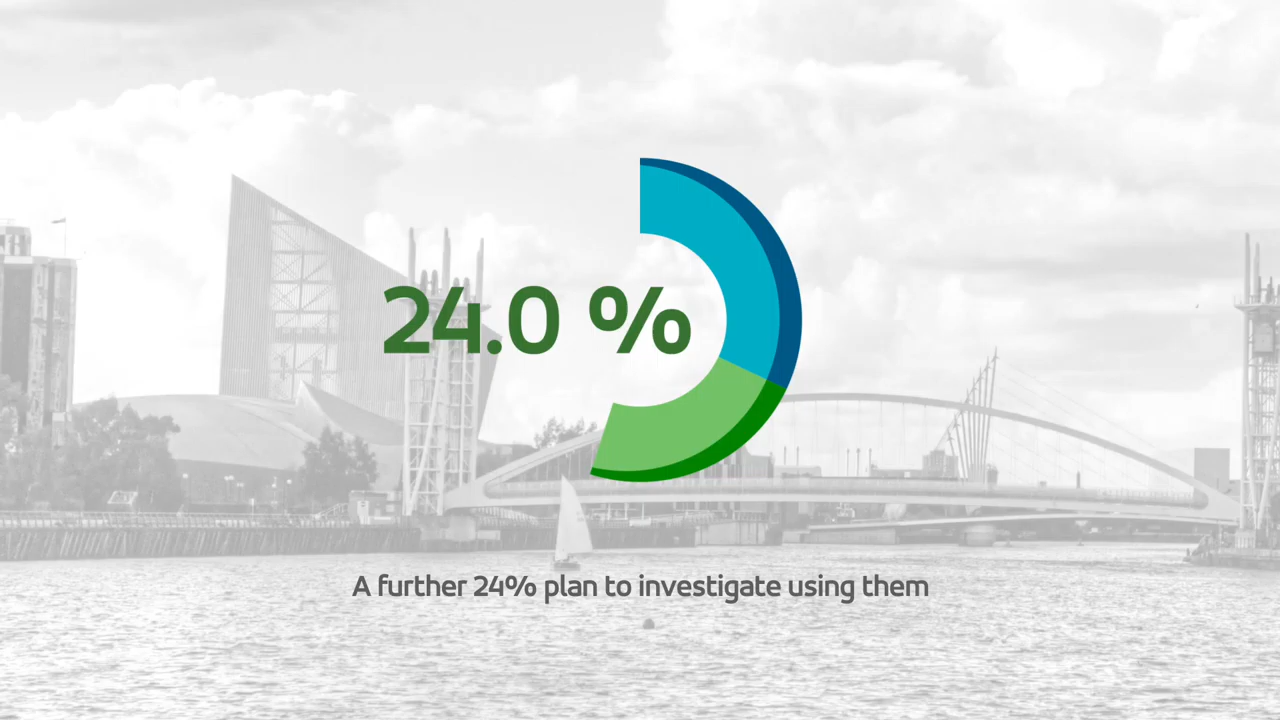 24.0 %
A further 24% plan to investigate using them